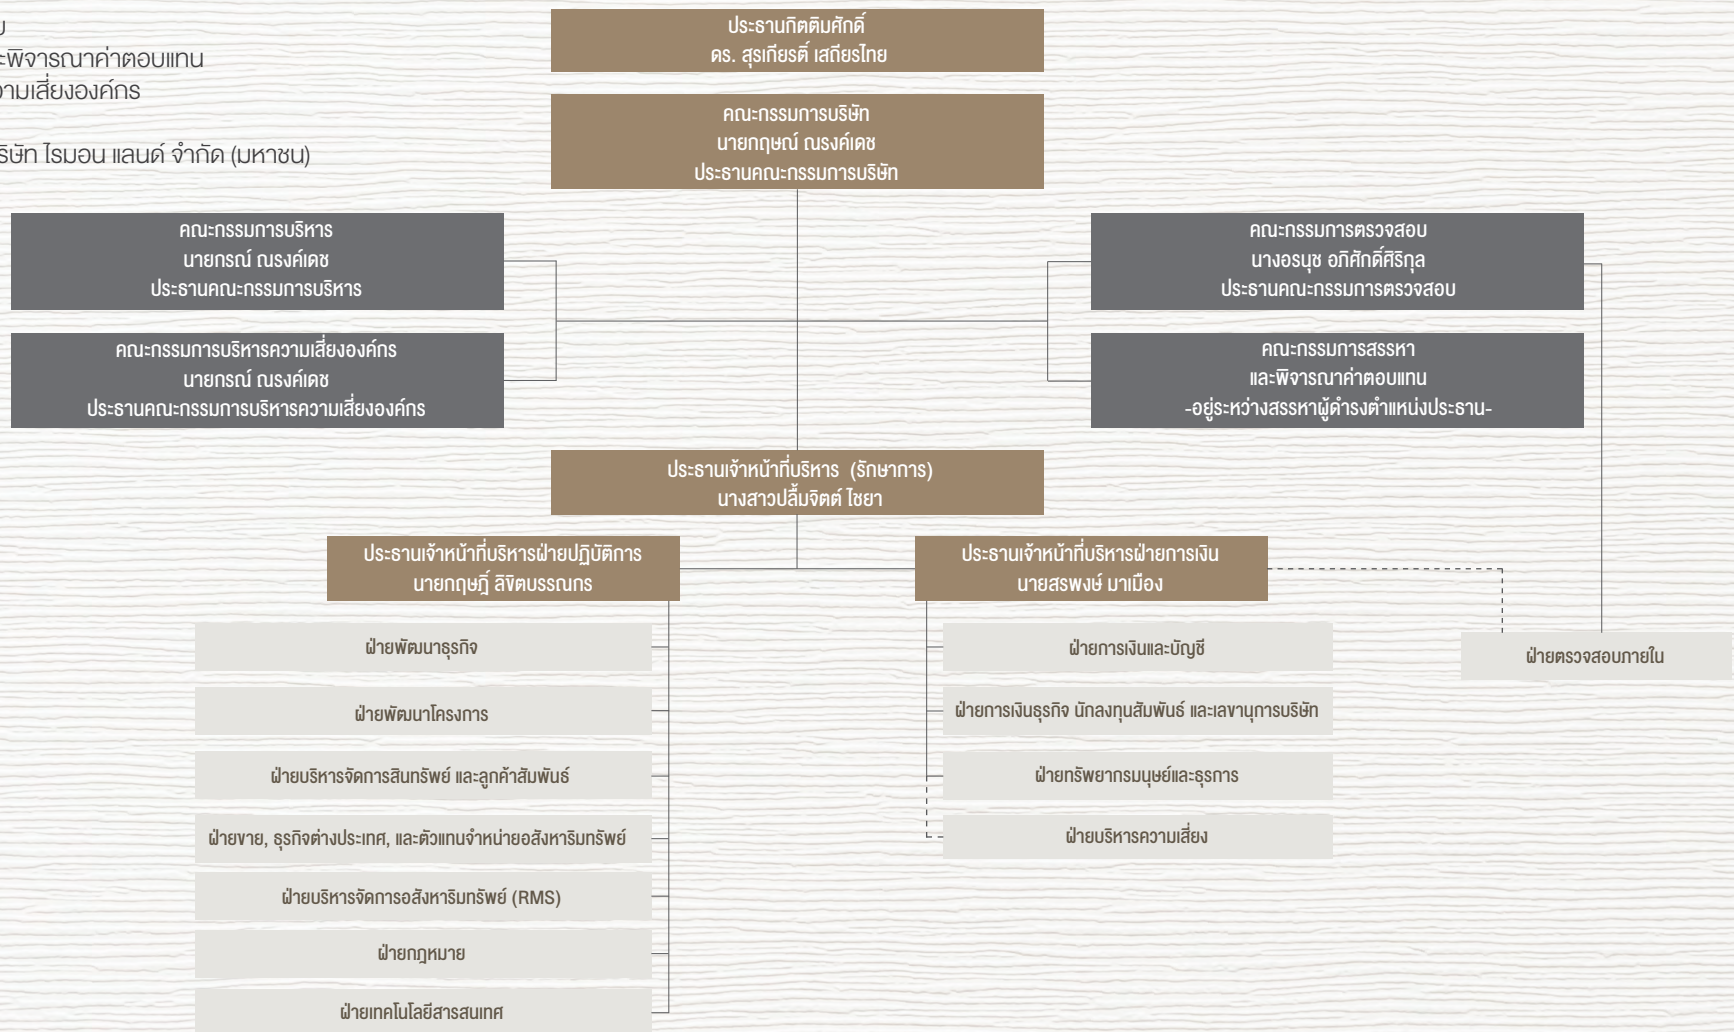 ะพิจารณาค่าตอบแทน
วามเสี่ยงองค์กร
ริษัท ไรมอน แลนด์ จำกัด (มหาชน)
ประธานกิตติมศักดิ์
ดร. สุรเกียรติ์ เสถียรไทย
คณะกรรมการบริษัท
นายกฤษณ์ ณรงค์เดช
ประธานคณะกรรมการบริษัท
คณะกรรมการบริหาร
นายกรณ์ ณรงค์เดช
ประธานคณะกรรมการบริหาร
คณะกรรมการตรวจสอบ
นางอรนุช อภิศักดิ์ศิริกุล
ประธานคณะกรรมการตรวจสอบ
คณะกรรมการบริหารความเสี่ยงองค์กร
นายกรณ์ ณรงค์เดช
ประธานคณะกรรมการบริหารความเสี่ยงองค์กร
คณะกรรมการสรรหา
และพิจารณาค่าตอบแทน
-อยู่ระหว่างสรรหาผู้ดำรงตำแหน่งประธาน-
ประธานเจ้าหน้าที่บริหาร (รักษาการ)
นางสาวปลื้มจิตต์ ไชยา
ประธานเจ้าหน้าที่บริหารฝ่ายปฏิบัติการ
นายกฤษฎิ์ ลิขิตบรรณกร
ประธานเจ้าหน้าที่บริหารฝ่ายการเงิน
นายสรพงษ์ มาเมือง
ฝ่ายพัฒนาธุรกิจ
ฝ่ายพัฒนาโครงการ
ฝ่ายบริหารจัดการสินทรัพย์ และลูกค้าสัมพันธ์
ฝ่ายขาย, ธุรกิจต่างประเทศ, และตัวแทนจำหน่ายอสังหาริมทรัพย์
ฝ่ายบริหารจัดการอสังหาริมทรัพย์ (RMS)
ฝ่ายกฎหมาย
ฝ่ายเทคโนโลยีสารสนเทศ
ฝ่ายการเงินและบัญชี
ฝ่ายการเงินธุรกิจ นักลงทุนสัมพันธ์ และเลขานุการบริษัท
ฝ่ายทรัพยากรมนุษย์และธุรการ
ฝ่ายบริหารความเสี่ยง
ฝ่ายตรวจสอบภายใน